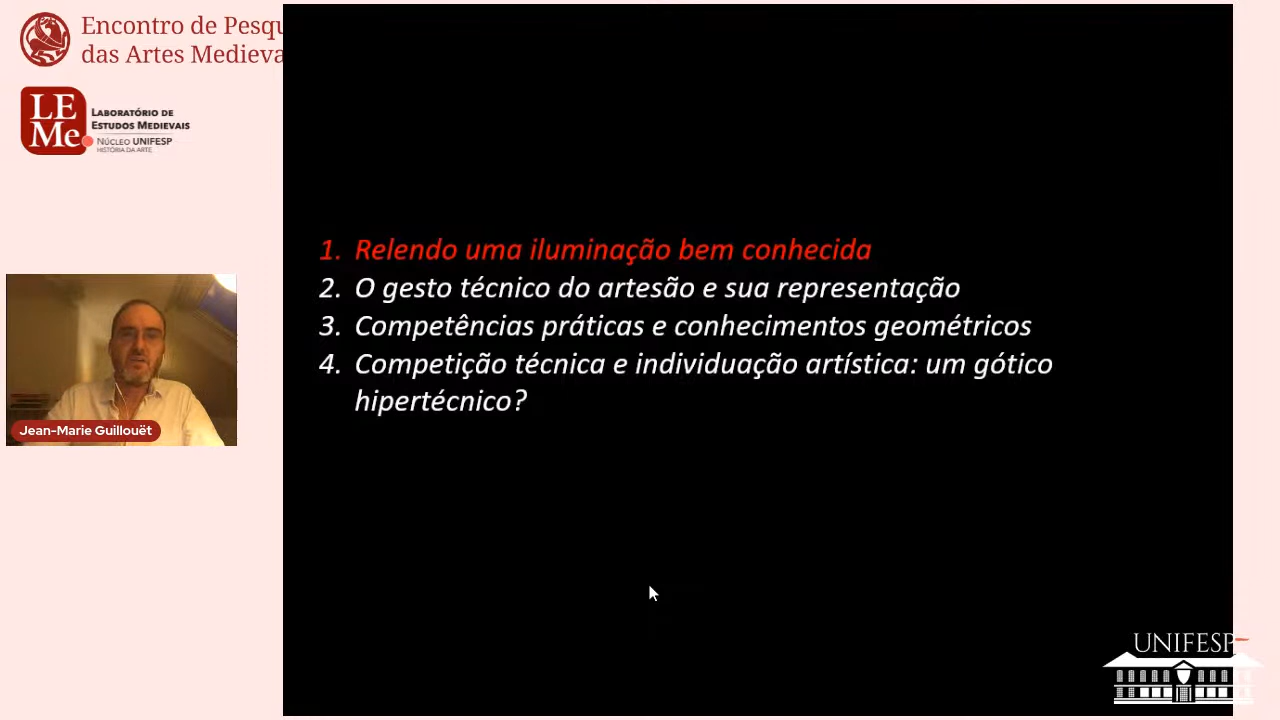 Encontro de Pesqu
das Artes Medieva
LE
Me
LABORATÓRIO DE
ESTUDOS MEDIEVAIS
NÚCLEO UNIFESP
HISTÓRIA DA ARTE
1. Relendo uma iluminação bem conhecida
2. O gesto técnico do artesão e sua representação
3. Competências práticas e conhecimentos geométricos
4. Competição técnica e individuação artística: um gótico
hipertécnico?
Jean-Marie Guillouët
UNIFESP